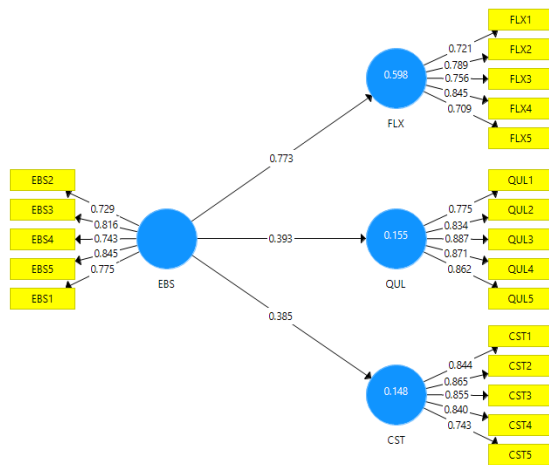 FLX1
0.721
FLX2
0.789
0.598
0.756
FLX3
0.845
FLX4
0.709
FLX
FLX5
0.773
EBS2
QUL1
0.729
0.775
EBS3
QUL2
0.816
0.834
EBS4
0.743
0.393
0.155
0.887
QUL3
0.845
0.871
EBS5
QUL4
0.775
0.862
EBS
QUL
EBS1
QUL5
0.385
CST1
0.844
CST2
0.865
0.148
0.855
CST3
0.840
CST4
0.743
CST
CST5